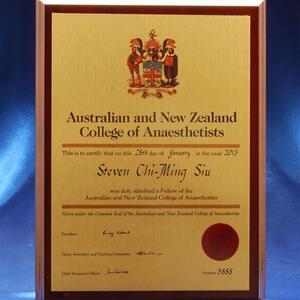 Australian and New Zealand
College of Anaesthetists
This is to certify that on this 28th day of January in the year 2013
Steven Chi-Ming Siu
was duly admitted a Fellow of the
Australian and New Zealand College of Anaesthetists
Given under the Common Seal of the Australian and New Zealand College of Anaesthetists
President
Chair, Education and Training Committee
Chief Executive Officer
Number 5888